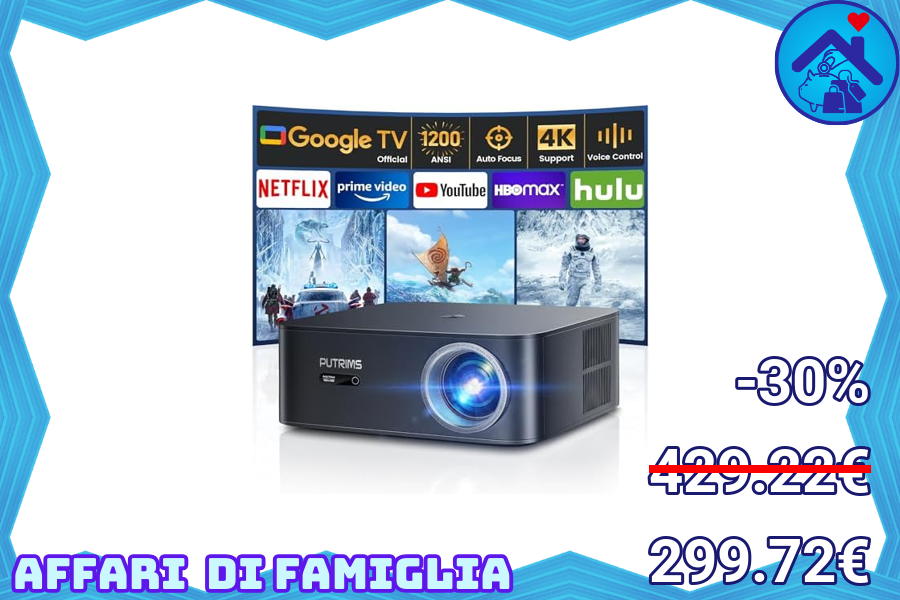 Google TV
Official
1200
ANSI
Auto Focus
4K
Support
Voice Control
NETFLIX
prime video
YouTube
HBOMAX
hulu
PUTRIMS
-30%
429.22€
299.72€
AFFARI DI FAMIGLIA